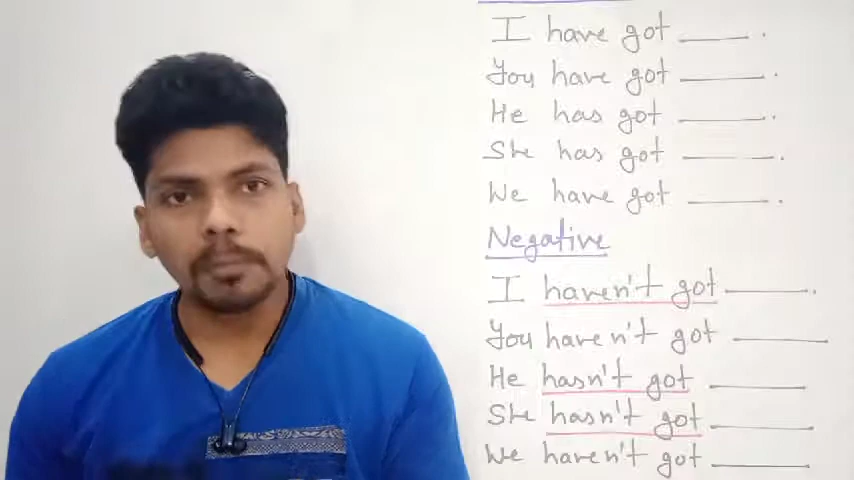 I have got ______.
You have got ______.
He has got ______.
She has got ______.
We have got ______.
Negative
I haven't got ______.
You haven't got ______
He hasn't got ______
She hasn't got ______
We haven't got ______